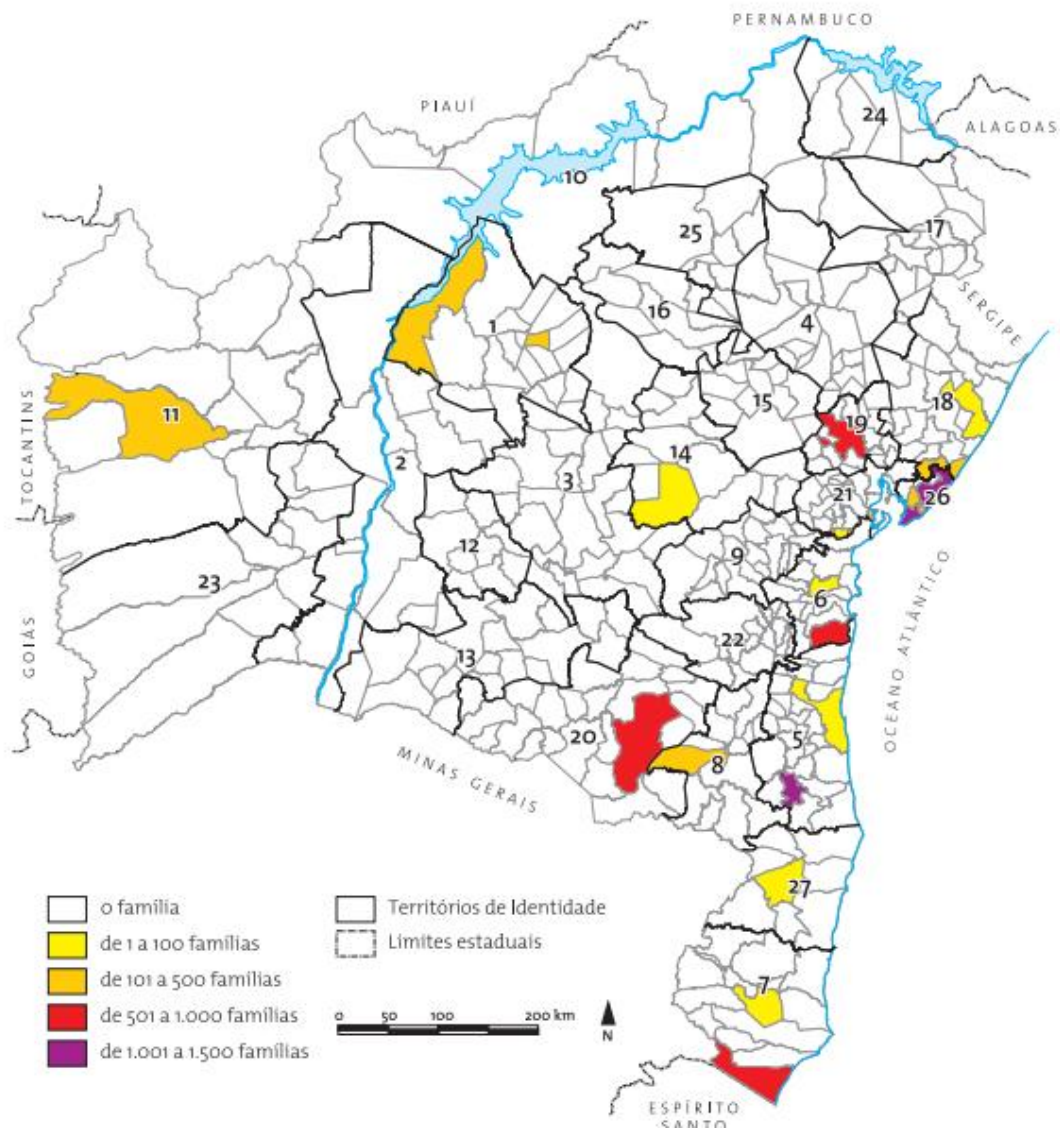 PERNAMBUCO
PIAUÍ
ALAGOAS
24
10
17
25
SERGIPE
16
1
4
18
15
19
11
TOCANTINS
14
2
3
26
21
12
9
6
23
OCEANO ATLÂNTICO
22
GOIÁS
13
20
5
8
MINAS GERAIS
27
7
0 família
de 1 a 100 famílias
de 101 a 500 famílias
de 501 a 1.000 famílias
de 1.001 a 1.500 famílias
Territórios de Identidade
Limites estaduais
0 50 100 200 km
N
ESPÍRITO
SANTO